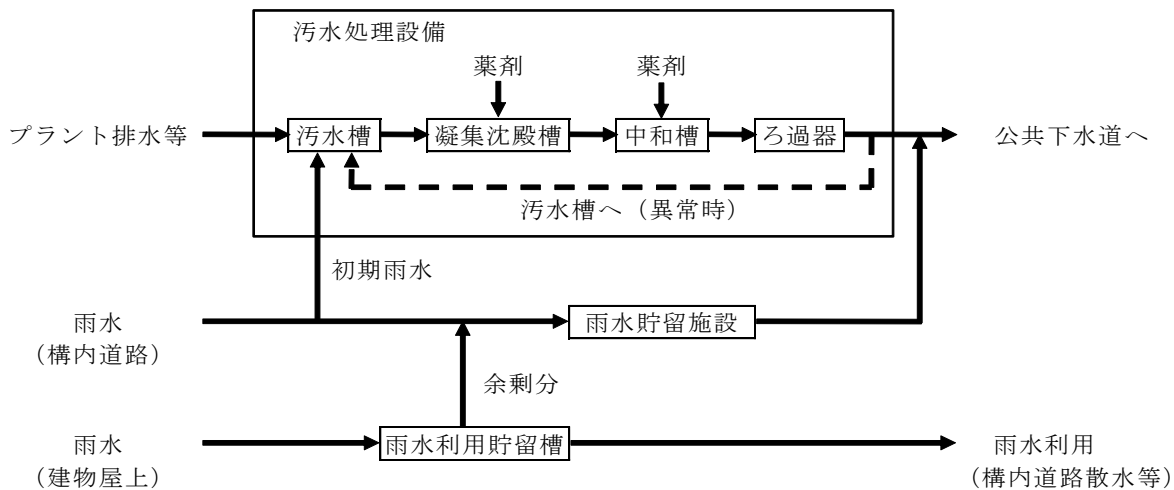 汚水処理設備
薬剤
薬剤
プラント排水等
汚水槽
凝集沈殿槽
中和槽
ろ過器
公共下水道へ
汚水槽へ（異常時）
初期雨水
雨水
（構内道路）
雨水貯留施設
余剰分
雨水
（建物屋上）
雨水利用貯留槽
雨水利用
（構内道路散水等）